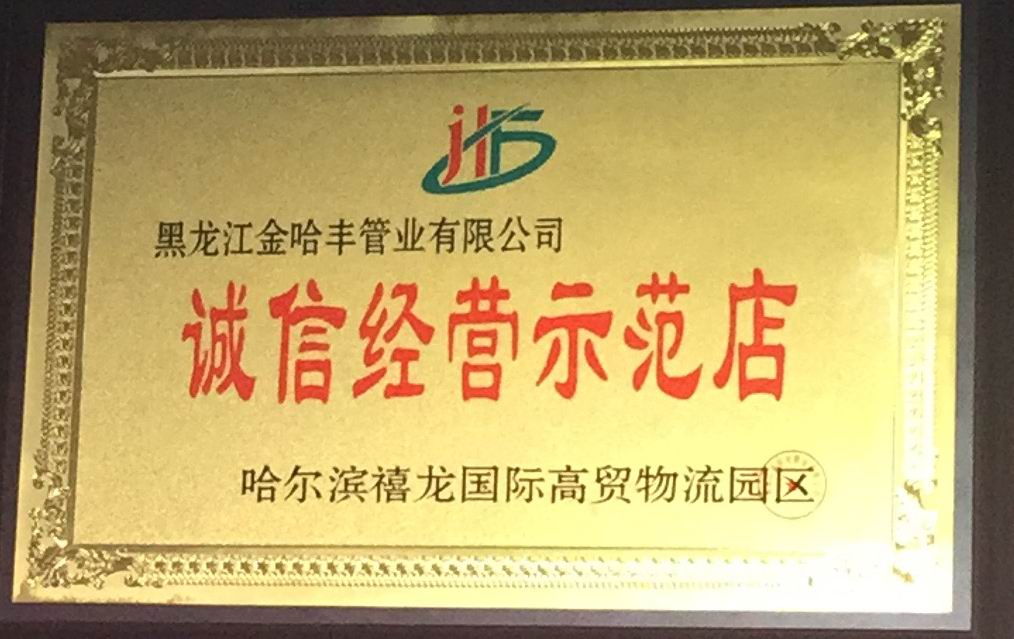 jhF
黑龙江金哈丰管业有限公司
诚信经营示范店
哈尔滨禧龙国际高贸物流园区